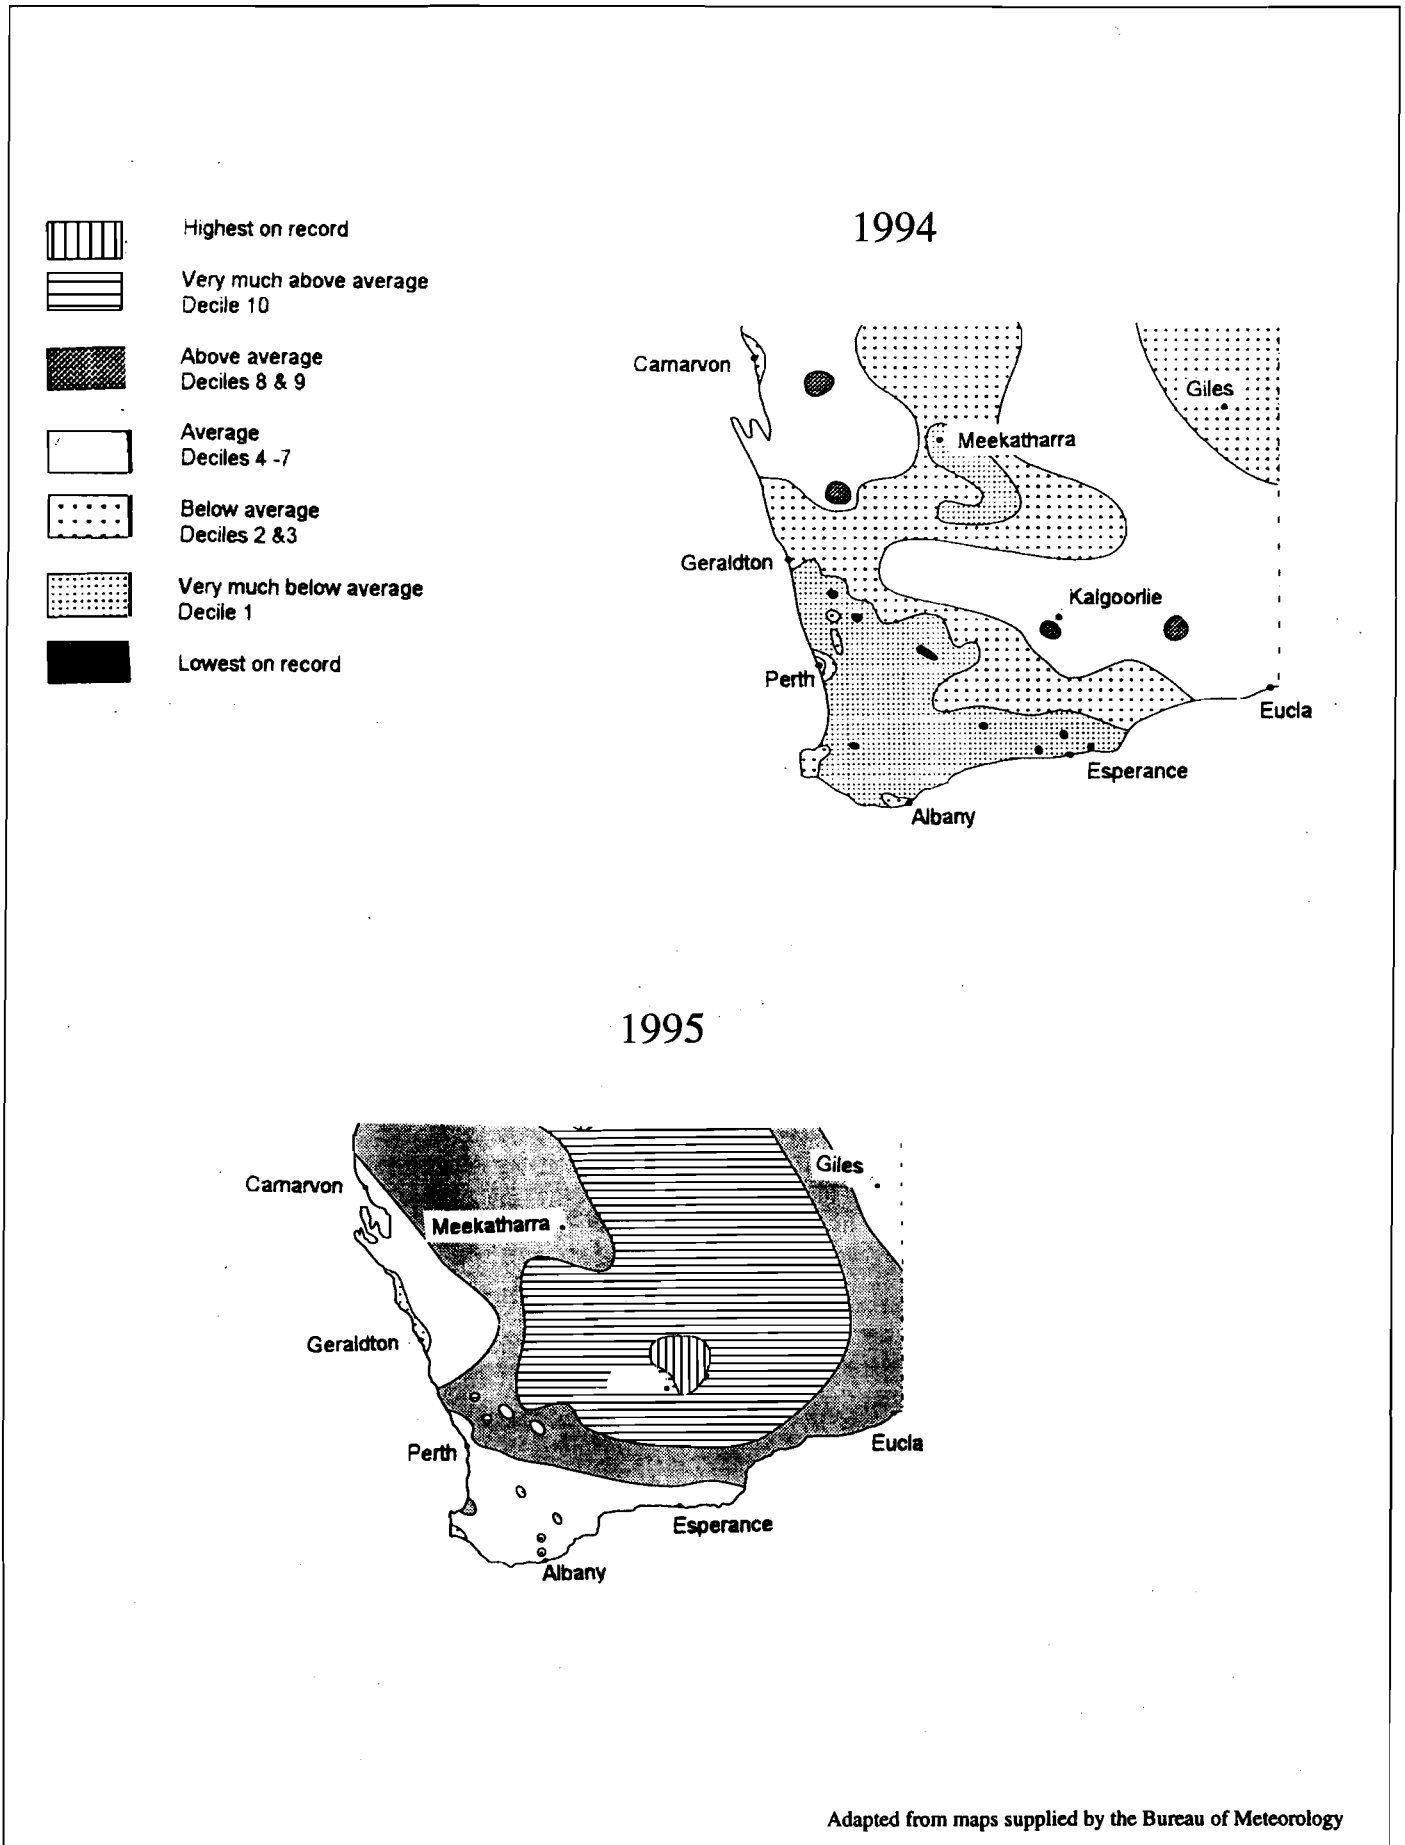 Highest on record
Very much above average
Decile 10
Above average
Deciles 8 & 9
Average
Deciles 4 -7
Below average
Deciles 2 &3
Very much below average
Decile 1
Lowest on record
1994
Carnarvon
Giles
Meekatharra
Geraldton
Kalgoorlie
Perth
Eucla
Esperance
Albany
1995
Giles
Carnarvon
Meekatharra
Geraldton
Perth
Eucla
Esperance
Albany
Adapted from maps supplied by the Bureau of Meteorology